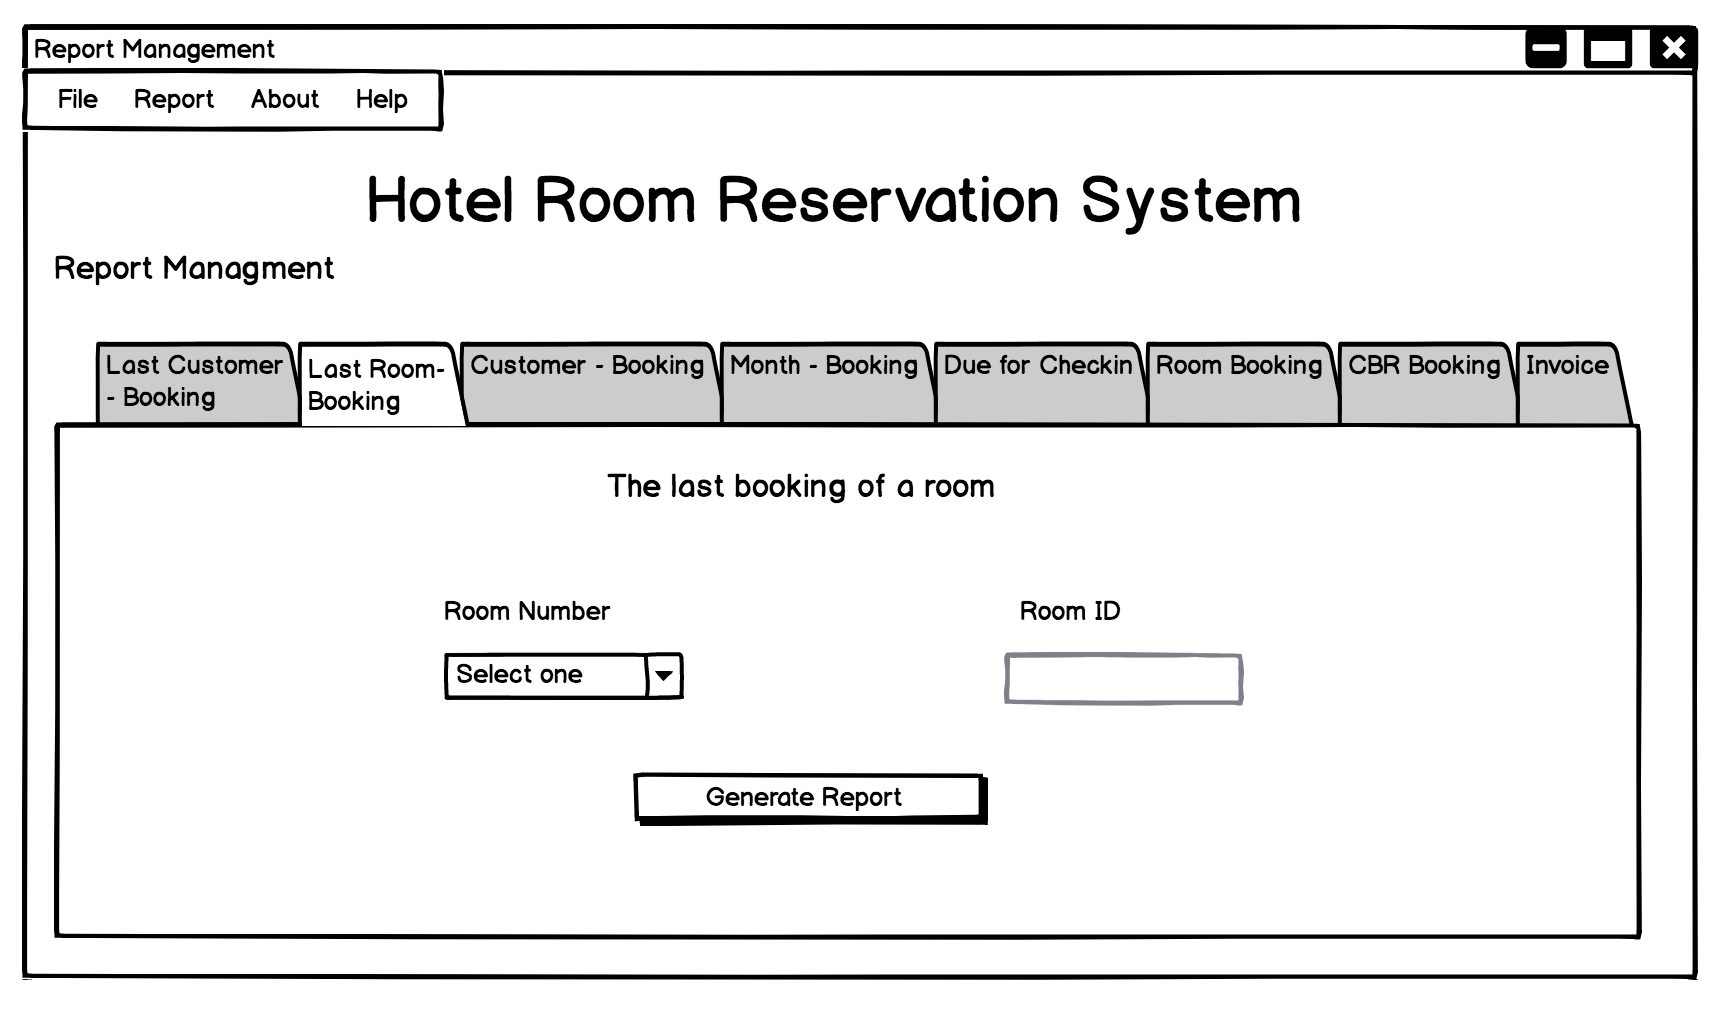 Report Management
File Report About Help
Hotel Room Reservation System
Report Managment
Last Customer
- Booking
Last Room-
Booking
Customer - Booking
Month - Booking
Due for Checkin
Room Booking
CBR Booking
Invoice
The last booking of a room
Room Number
Room ID
Select one
Generate Report